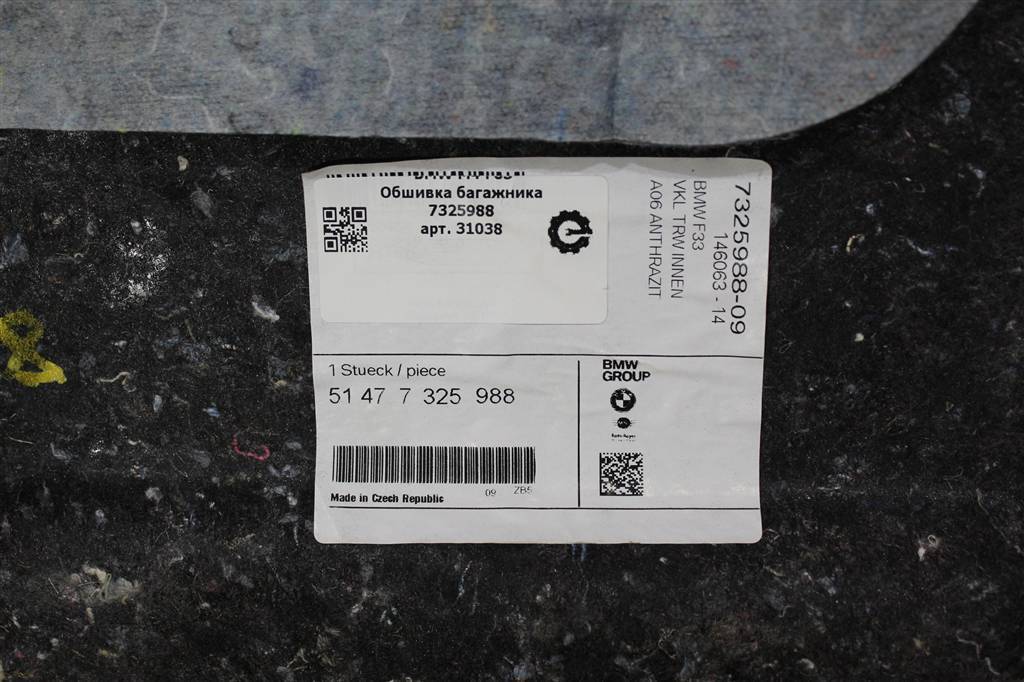 Обшивка багажника
7325988
арт. 31038
7325988-09
146063 - 14
BMW F33
VKL TRW INNEN
A06 ANTHRAZIT
1 Stueck / piece
51 47 7 325 988
Made in Czech Republic
09 ZB5
BMW
GROUP
8